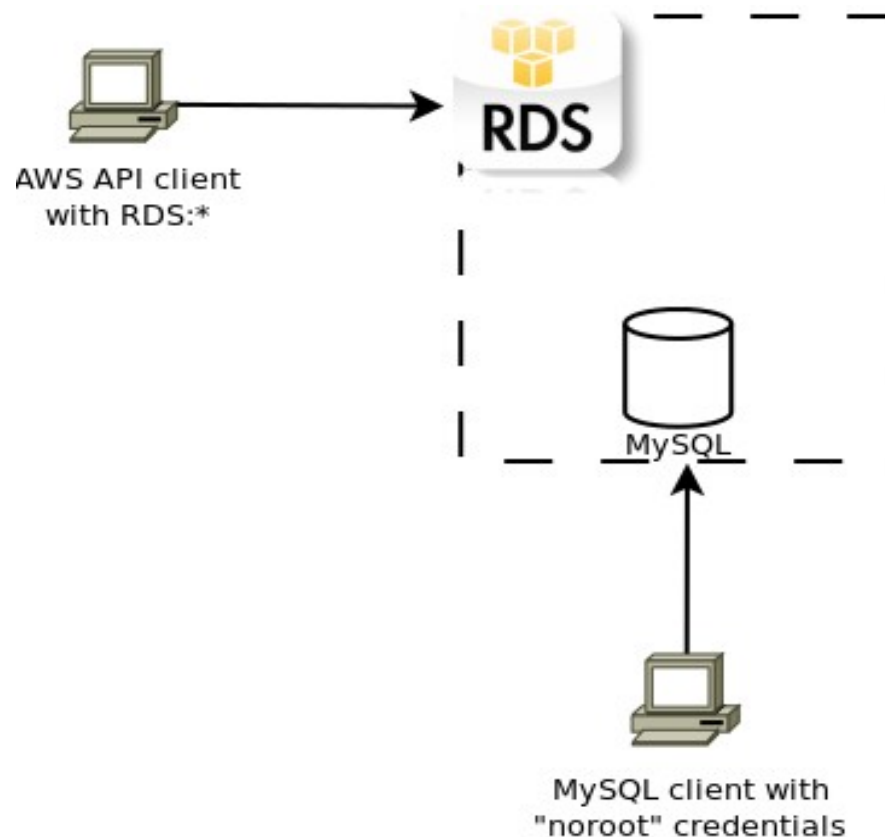 RDS
AWS API client
with RDS:*
MySQL
MySQL client with
"noroot" credentials